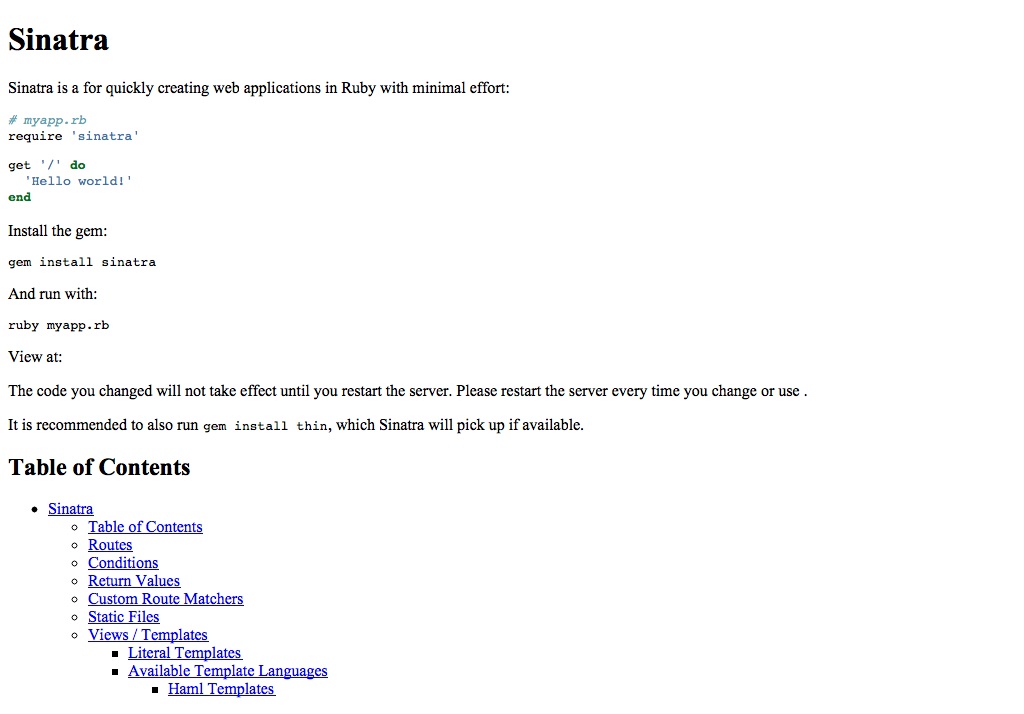 Sinatra
Sinatra is a for quickly creating web applications in Ruby with minimal effort:
# myapp.rb
require 'sinatra'
get '/' do
  'Hello world!'
end
Install the gem:
gem install sinatra
And run with:
ruby myapp.rb
View at:
The code you changed will not take effect until you restart the server. Please restart the server every time you change or use .
It is recommended to also run gem install thin, which Sinatra will pick up if available.
Table of Contents
Sinatra
Table of Contents
Routes
Conditions
Return Values
Custom Route Matchers
Static Files
Views / Templates
Literal Templates
Available Template Languages
Haml Templates